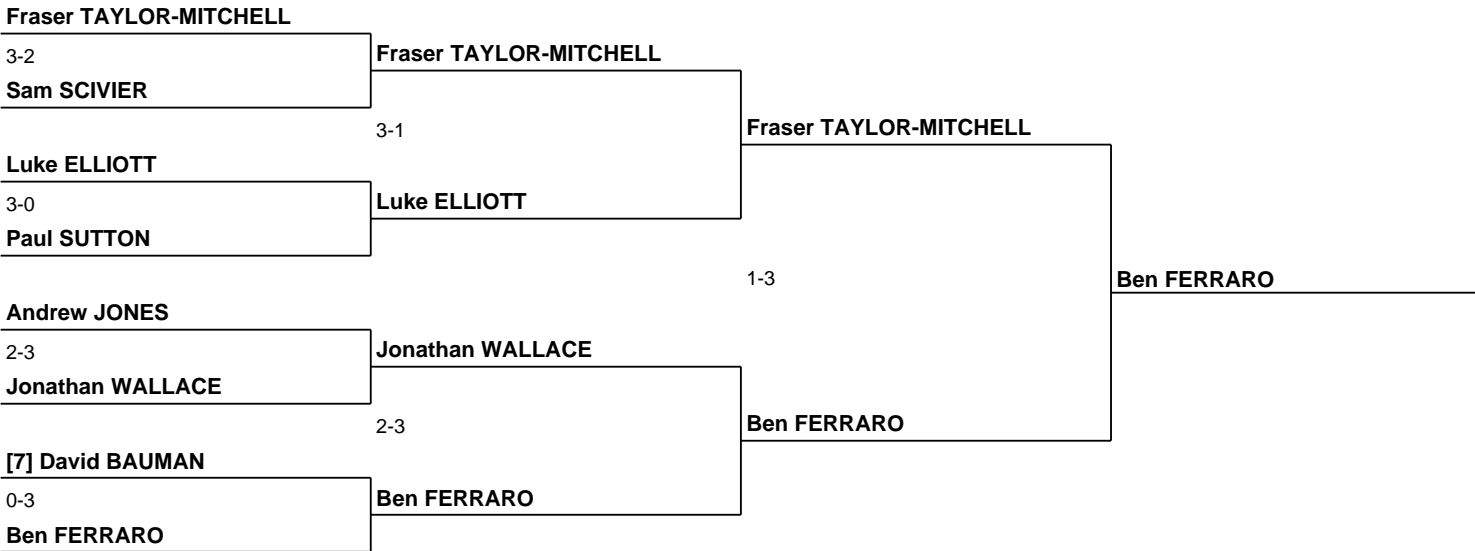 Fraser TAYLOR-MITCHELL
3-2
Fraser TAYLOR-MITCHELL
Sam SCIVIER
3-1
Fraser TAYLOR-MITCHELL
Luke ELLIOTT
3-0
Luke ELLIOTT
Paul SUTTON
1-3
Ben FERRARO
Andrew JONES
2-3
Jonathan WALLACE
Jonathan WALLACE
2-3
Ben FERRARO
[7] David BAUMAN
0-3
Ben FERRARO
Ben FERRARO